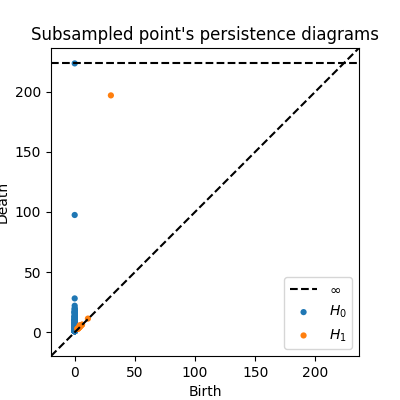 Subsampled point's persistence diagrams
200
150
100
50
0
Death
0 50 100 150 200
Birth
∞
H₀
H₁